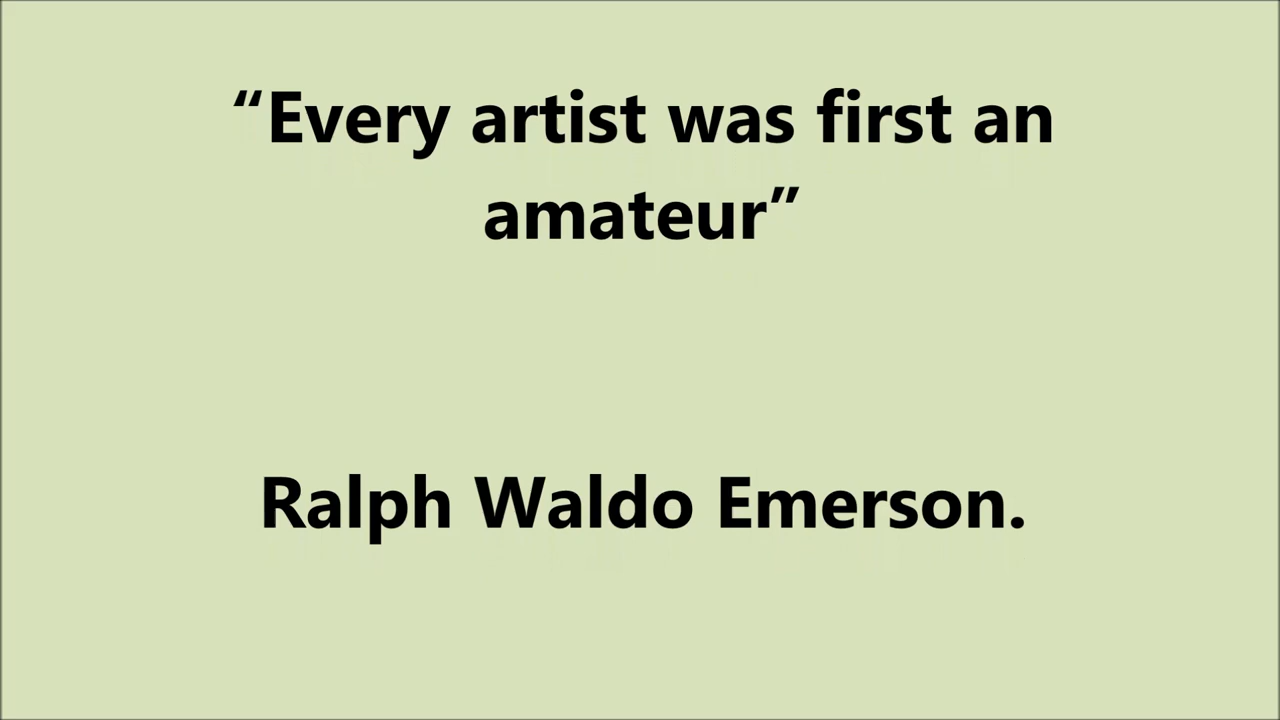 “Every artist was first an
amateur”
Ralph Waldo Emerson.